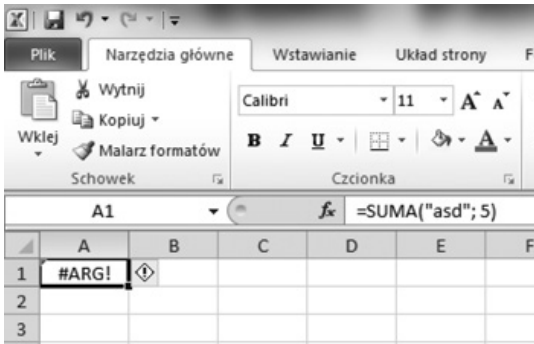 Plik Narzędzia główne Wstawianie Układ strony F
Wytnij
Kopiuj
Wklej
Malarz formatów
Calibri 11 A A
B I U A
Schowek Czcionka
A1 fx =SUMA("asd"; 5)
A B C D E F
1 #ARG!
2
3